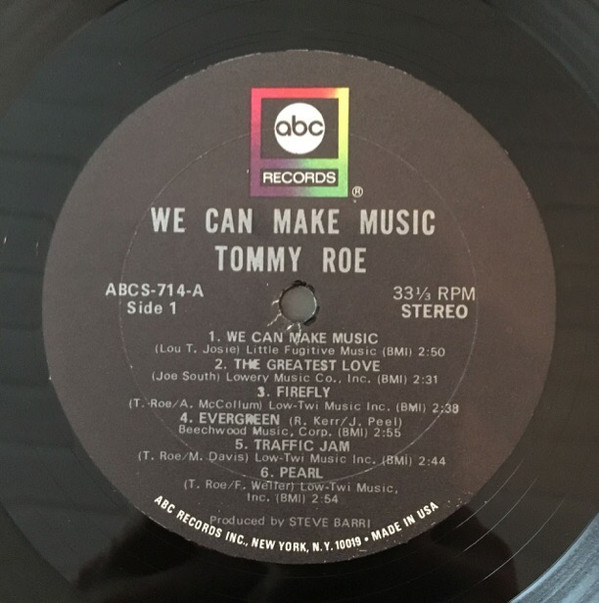 abc
RECORDS
®
WE CAN MAKE MUSIC
TOMMY ROE
ABCS-714-A
Side 1
33⅓ RPM
STEREO
1. WE CAN MAKE MUSIC
(Lou T. Josie) Little Fugitive Music (BMI) 2:50
2. THE GREATEST LOVE
(Joe South) Lowery Music Co., Inc. (BMI) 2:31
3. FIREFLY
(T. Roe/A. McCollum) Low-Twi Music Inc. (BMI) 2:38
4. EVERGREEN (R. Kerr/J. Peel)
Beechwood Music, Corp. (BMI) 2:55
5. TRAFFIC JAM
(T. Roe/M. Davis) Low-Twi Music Inc. (BMI) 2:44
6. PEARL
(T. Roe/F. Weller) Low-Twi Music,
Inc. (BMI) 2:54
Produced by STEVE BARRI
ABC RECORDS INC., NEW YORK, N.Y. 10019 • MADE IN USA